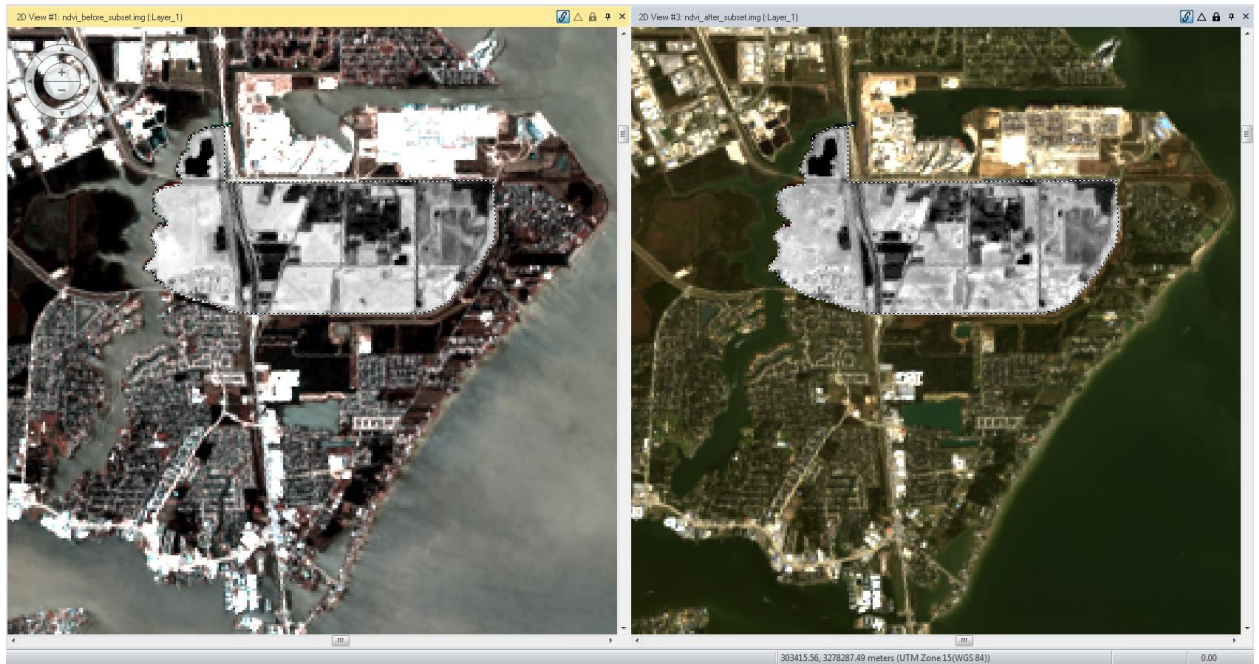 2D View #1: ndvi_before_subset.img (:Layer_1)
2D View #3: ndvi_after_subset.img (:Layer_1)
303415.56, 3278287.49 meters (UTM Zone 15(WGS 84))
0.00